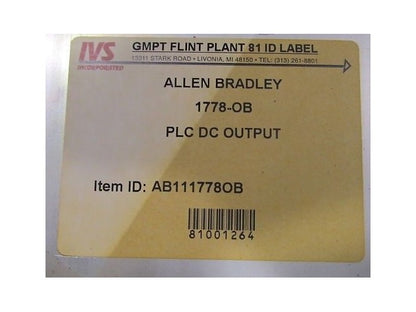 IVS
INCORPORATED
GMPT FLINT PLANT 81 ID LABEL
13011 STARK ROAD • LIVONIA, MI 48150 • TEL: (313) 261-8801
ALLEN BRADLEY
1778-OB
PLC DC OUTPUT
Item ID: AB111778OB
81001264